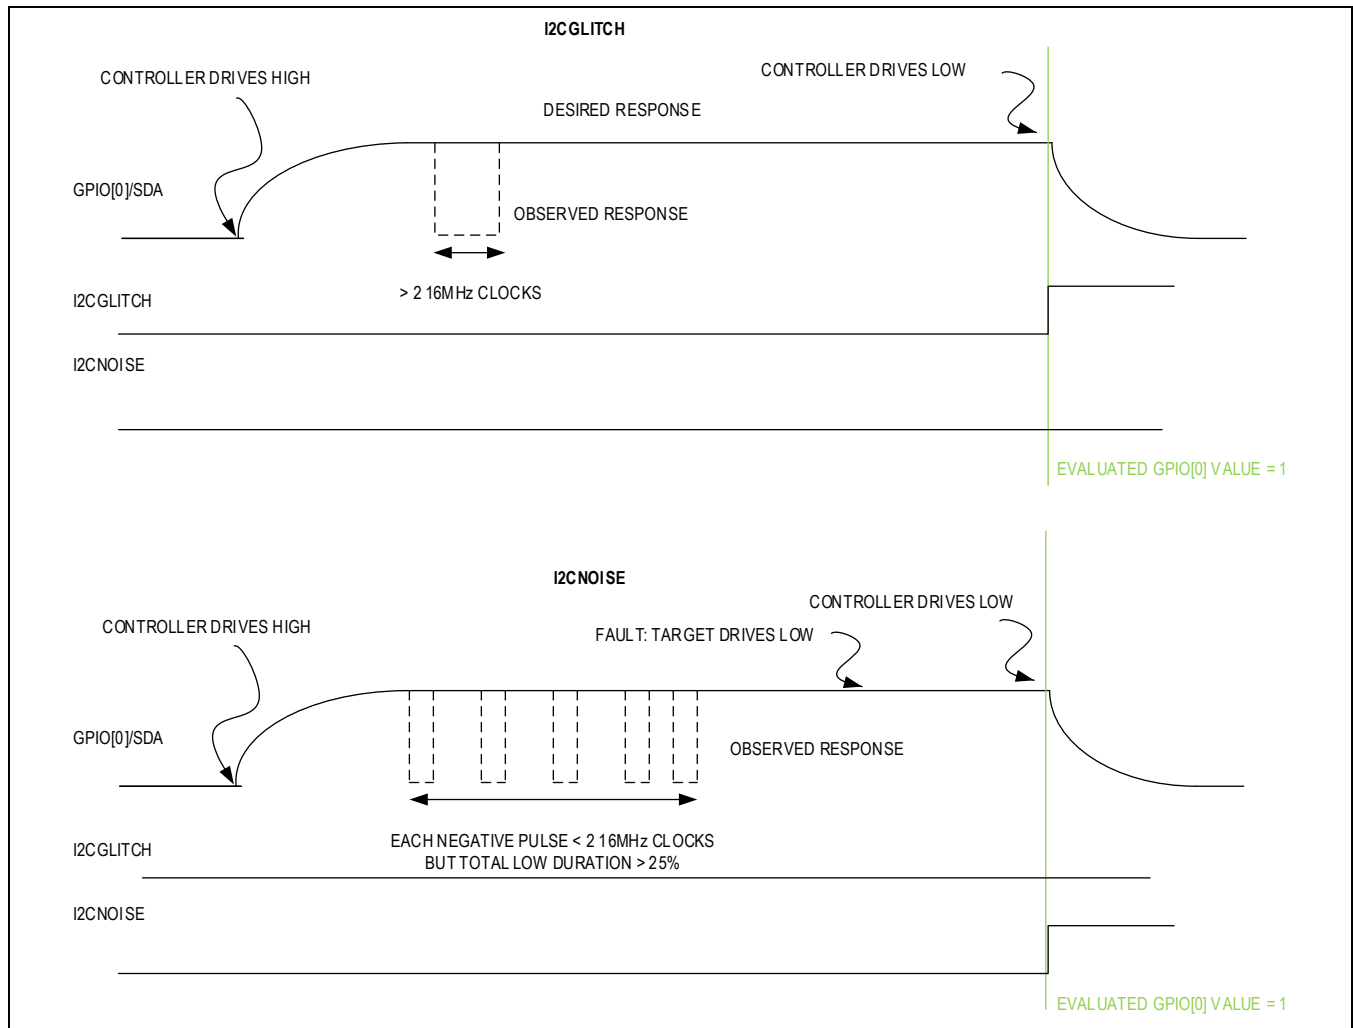 I2CGLITCH
CONTROLLER DRIVES HIGH
CONTROLLER DRIVES LOW
DESIRED RESPONSE
GPIO[0]/SDA
OBSERVED RESPONSE
> 2 16MHz CLOCKS
I2CGLITCH
I2CNOISE
EVALUATED GPIO[0] VALUE = 1
I2CNOISE
CONTROLLER DRIVES LOW
CONTROLLER DRIVES HIGH
FAULT: TARGET DRIVES LOW
GPIO[0]/SDA
OBSERVED RESPONSE
EACH NEGATIVE PULSE < 2 16MHz CLOCKS
BUT TOTAL LOW DURATION > 25%
I2CGLITCH
I2CNOISE
EVALUATED GPIO[0] VALUE = 1